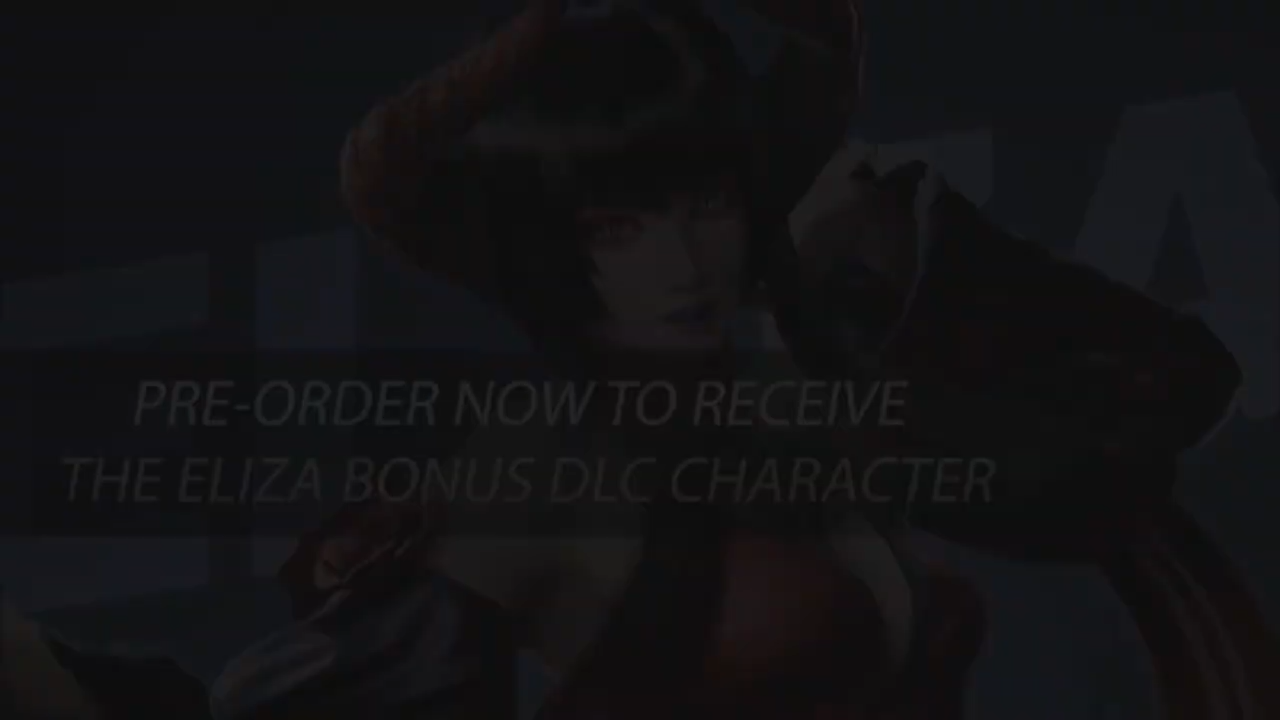 PRE-ORDER NOW TO RECEIVE
THE ELIZA BONUS DLC CHARACTER